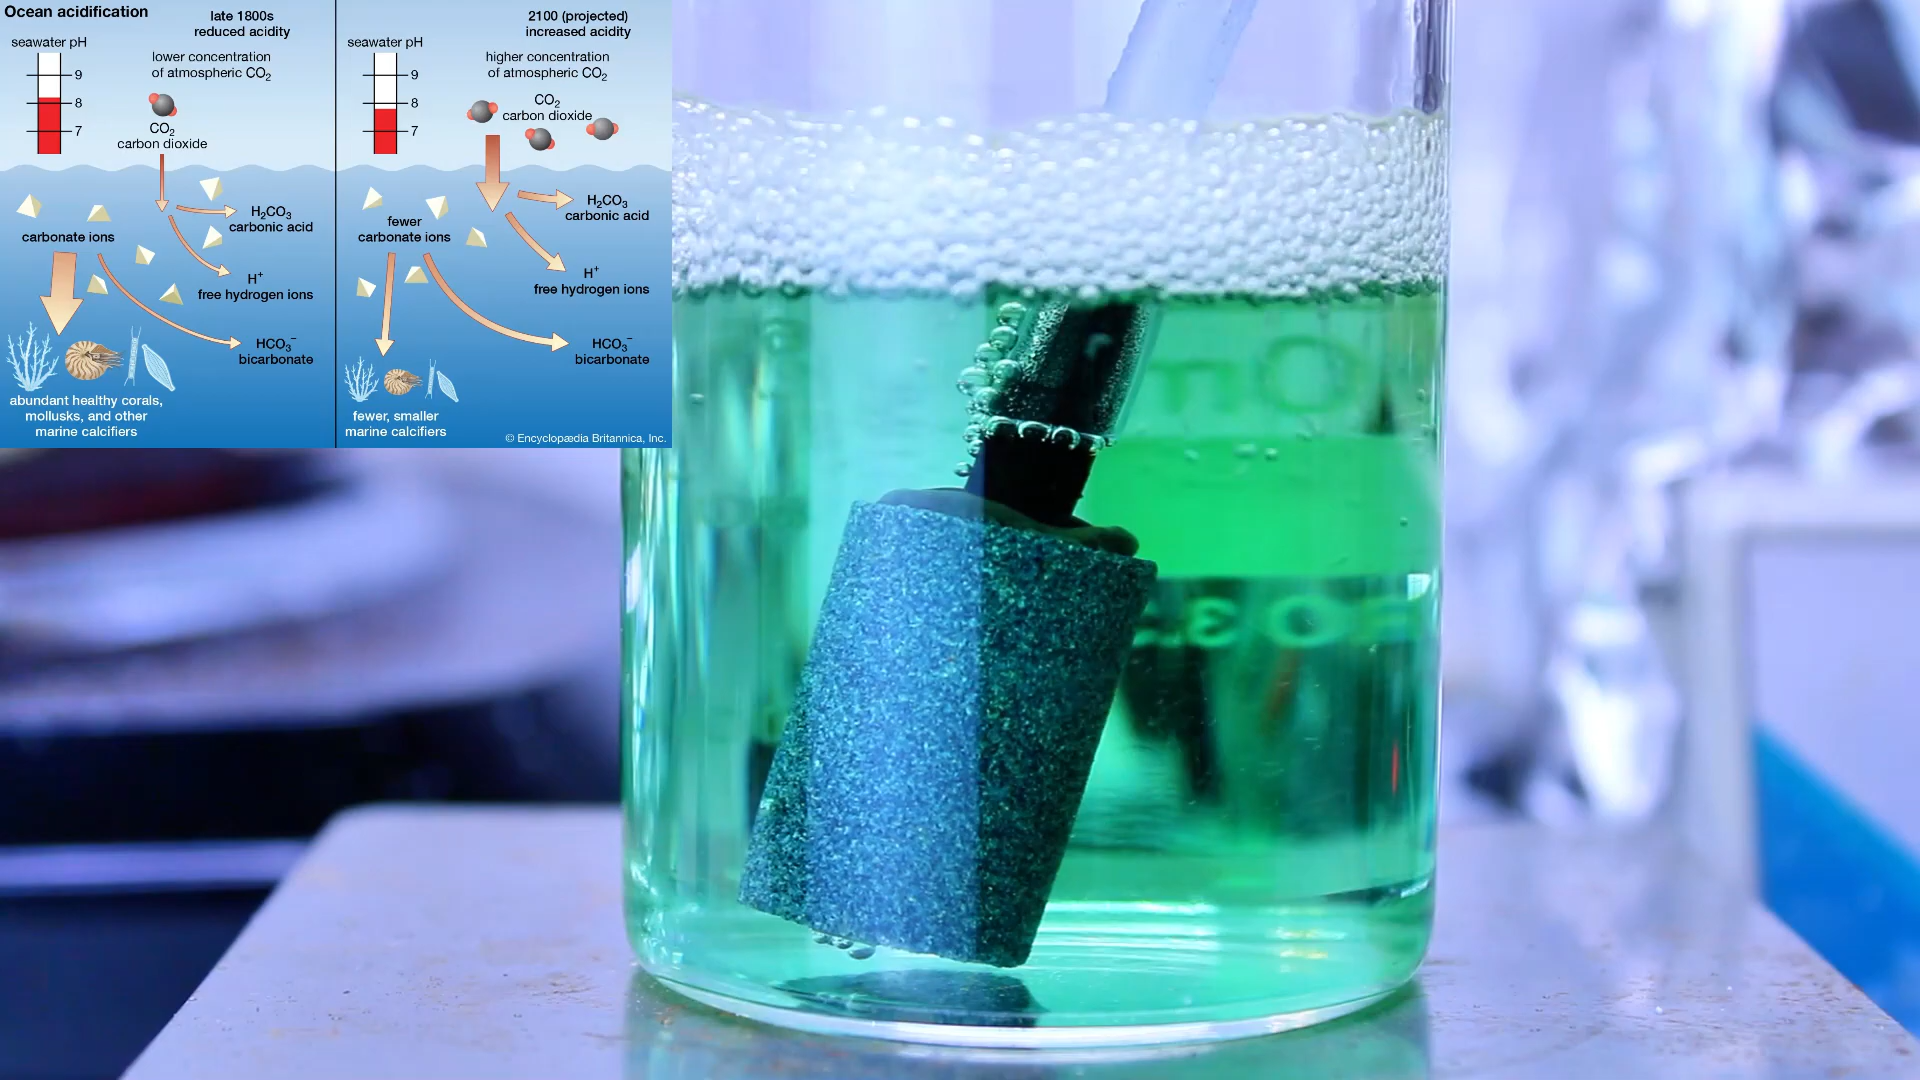 Ocean acidification
late 1800s
reduced acidity
seawater pH
lower concentration
of atmospheric CO₂
9
8
7
CO₂
carbon dioxide
carbonate ions
H₂CO₃
carbonic acid
H⁺
free hydrogen ions
HCO₃⁻
bicarbonate
abundant healthy corals,
mollusks, and other
marine calcifiers
2100 (projected)
increased acidity
seawater pH
higher concentration
of atmospheric CO₂
9
8
7
CO₂
carbon dioxide
fewer
carbonate ions
H₂CO₃
carbonic acid
H⁺
free hydrogen ions
HCO₃⁻
bicarbonate
fewer, smaller
marine calcifiers
© Encyclopædia Britannica, Inc.